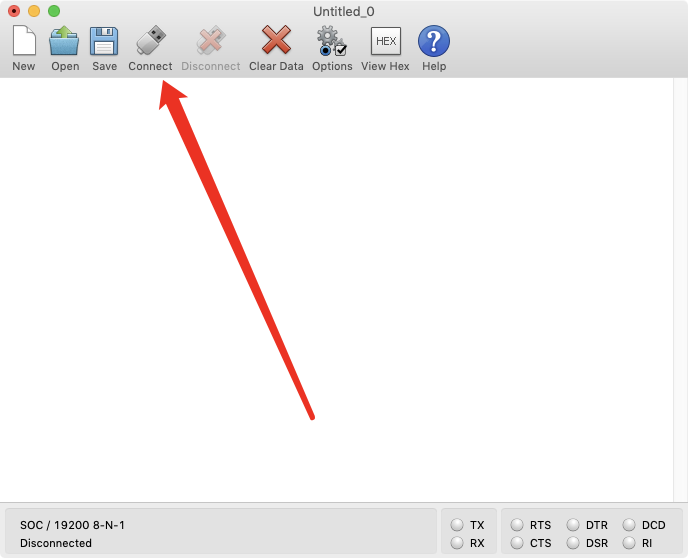 Untitled_0
New Open Save Connect Disconnect Clear Data Options HEX View Hex Help
?
SOC / 19200 8-N-1
Disconnected
TX RTS DTR DCD
RX CTS DSR RI